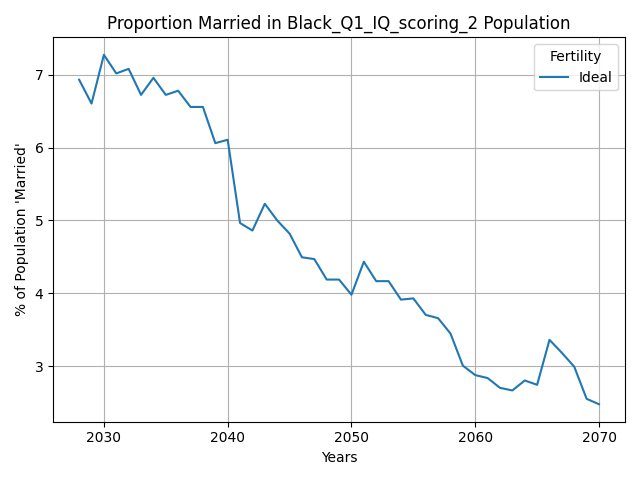 Proportion Married in Black_Q1_IQ_scoring_2 Population
Fertility
Ideal
% of Population 'Married'
7
6
5
4
3
2030 2040 2050 2060 2070
Years